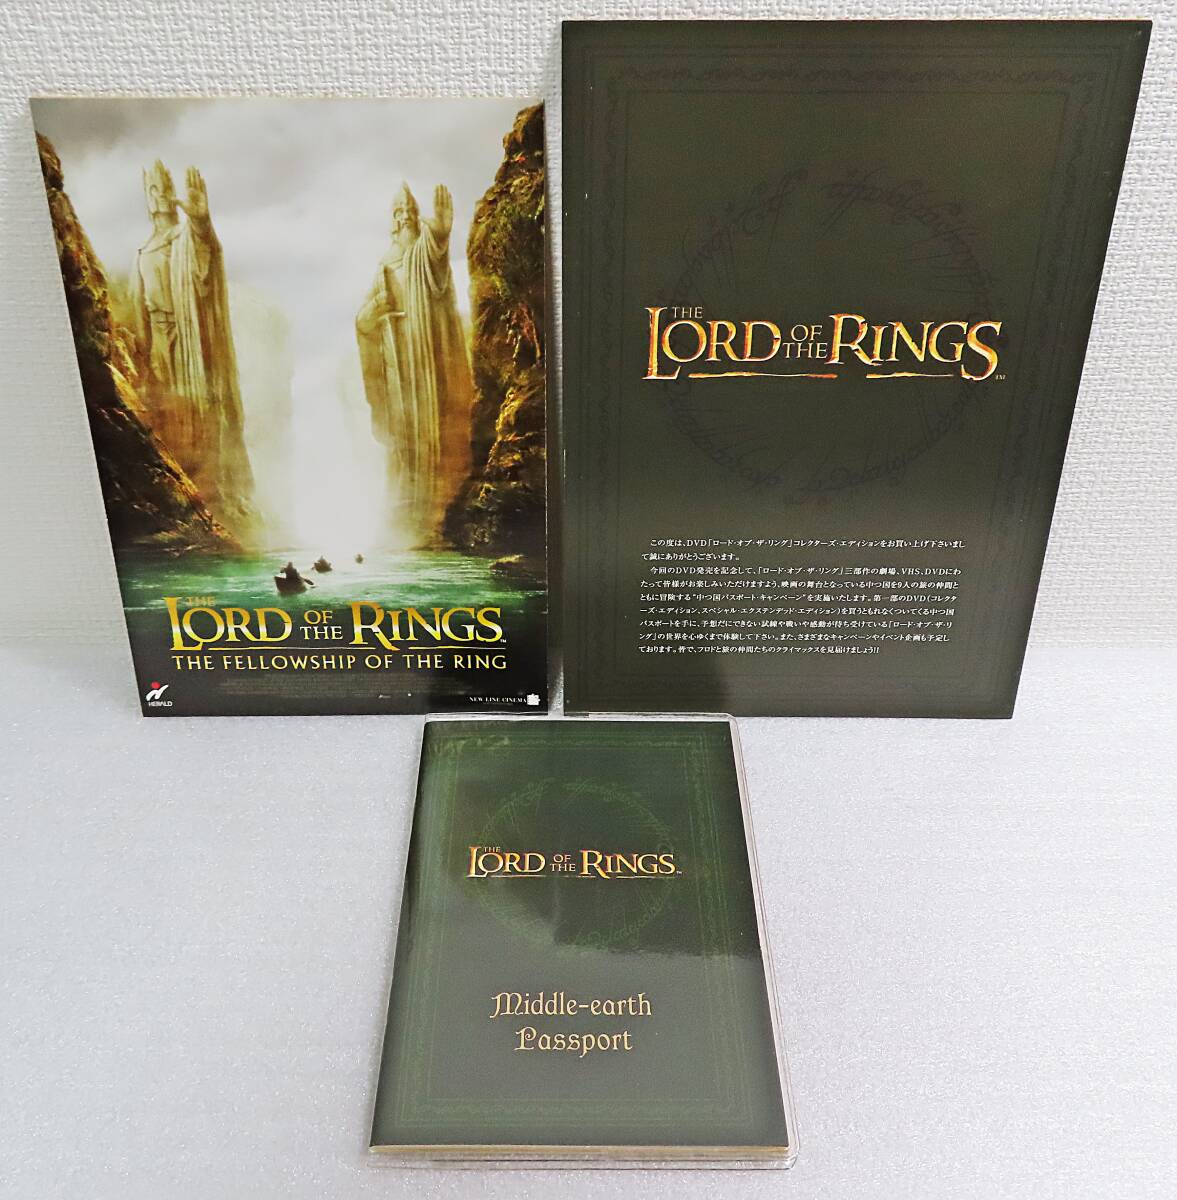 THE
LORD OF THE RINGS™
THE FELLOWSHIP OF THE RING
HERALD
NEW LINE CINEMA
THE
LORD OF THE RINGS™
この度は、DVD「ロード・オブ・ザ・リング」コレクターズ・エディションをお買い上げ下さいまし
て誠にありがとうございます。
今回のDVD発売を記念して、「ロード・オブ・ザ・リング」三部作の劇場、VHS、DVDにわ
たって皆様がお楽しみいただけますよう、映画の舞台となっている中つ国を9人の旅の仲間と
ともに冒険する“中つ国パスポート・キャンペーン”を実施いたします。第一部のDVD(コレクタ
ーズ・エディション、スペシャル・エクステンデッド・エディション)を買うともれなくついてくる中つ国
パスポートを手に、予想だにできない試練や戦いや感動が待ち受けている「ロード・オブ・ザ・リ
ング」の世界を心ゆくまで体験して下さい。また、さまざまなキャンペーンやイベント企画も予定し
ております。皆で、フロドと旅の仲間たちのクライマックスを見届けましょう!!
THE
LORD OF THE RINGS™
Middle-earth
Passport